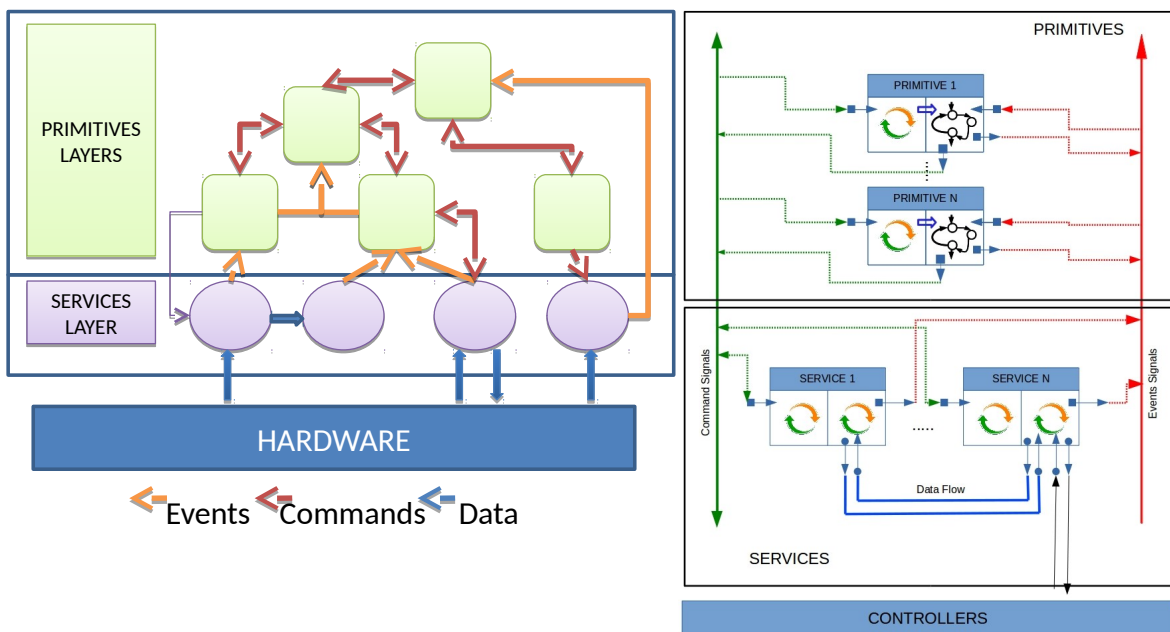 PRIMITIVES
LAYERS
SERVICES
LAYER
HARDWARE
Events
Commands
Data
PRIMITIVES
PRIMITIVE 1
PRIMITIVE N
Command Signals
Events Signals
SERVICE 1
SERVICE N
.....
Data Flow
SERVICES
CONTROLLERS